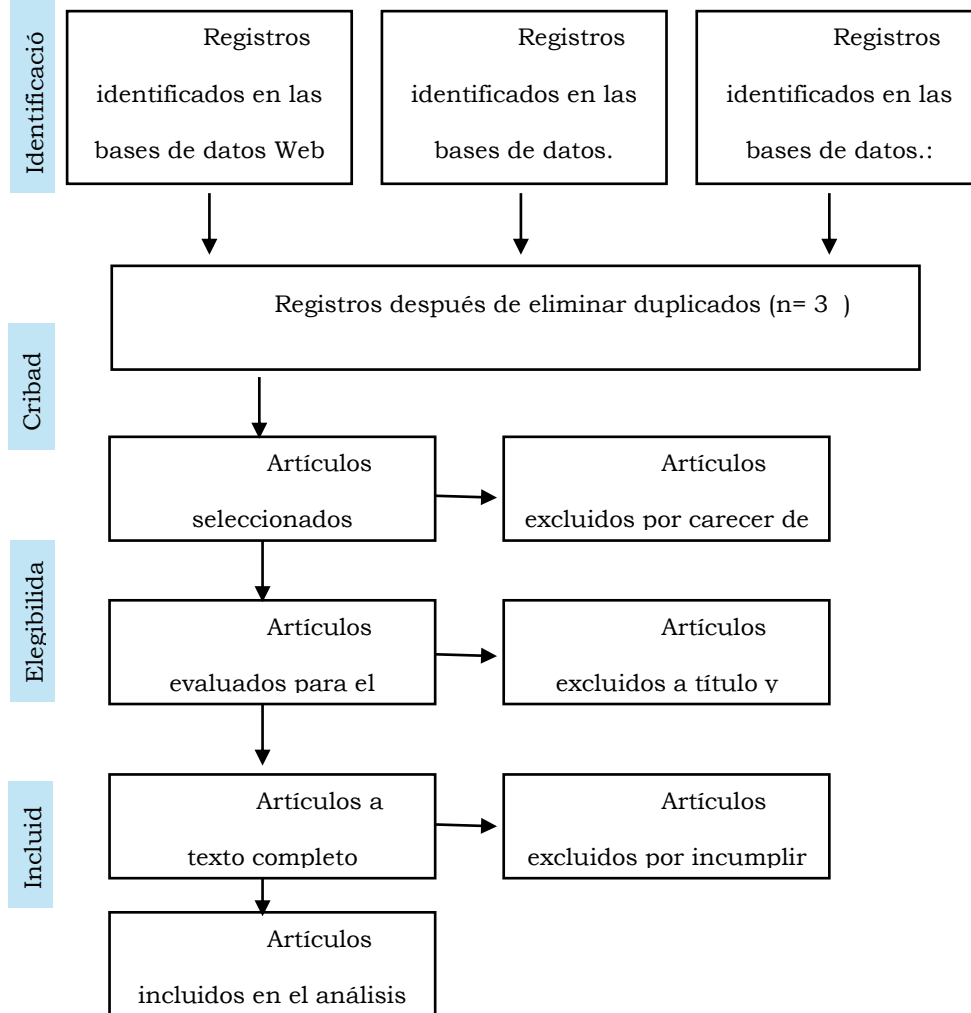 Identificació
Registros
identificados en las
bases de datos Web
Registros
identificados en las
bases de datos.
Registros
identificados en las
bases de datos.:
Registros después de eliminar duplicados (n= 3 )
Cribad
Artículos
seleccionados
Artículos
excluidos por carecer de
Elegibilida
Artículos
evaluados para el
Artículos
excluidos a título y
Incluid
Artículos a
texto completo
Artículos
excluidos por incumplir
Artículos
incluidos en el análisis